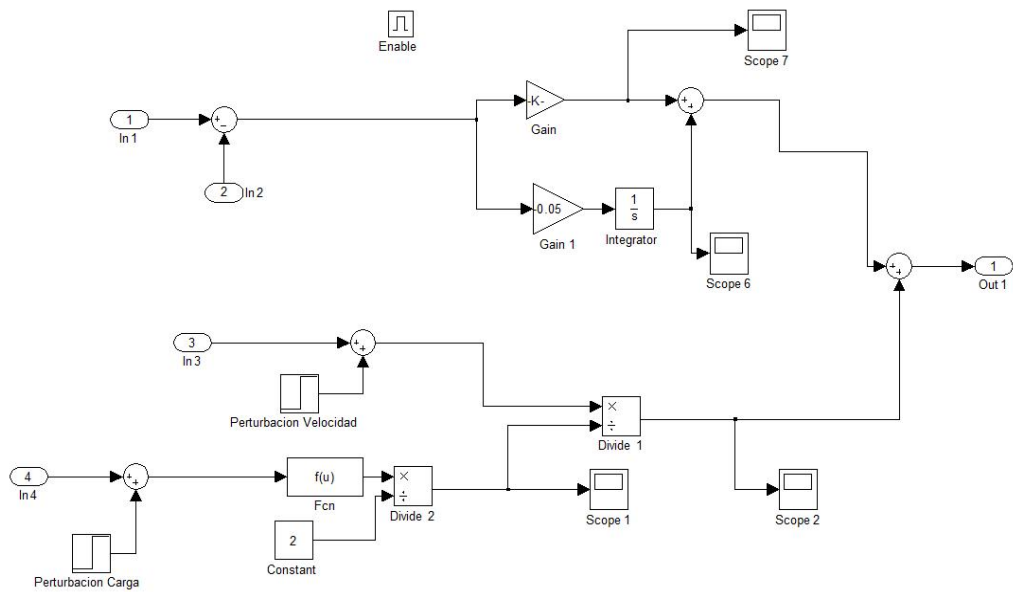 Enable
Scope 7
1
In 1
+
−
-K-
Gain
+
+
2
In 2
-0.05
Gain 1
1
s
Integrator
Scope 6
+
+
1
Out 1
3
In 3
+
+
Perturbacion Velocidad
×
÷
Divide 1
4
In 4
+
+
f(u)
Fcn
×
÷
Divide 2
Scope 1
Scope 2
2
Constant
Perturbacion Carga